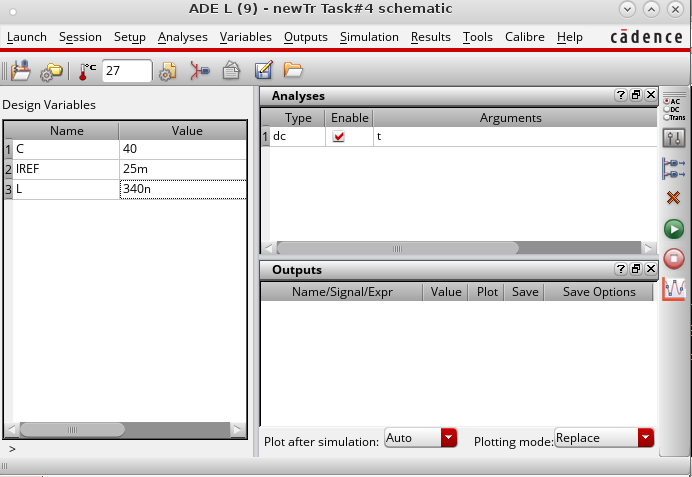 ADE L (9) - newTr Task#4 schematic
Launch Session Setup Analyses Variables Outputs Simulation Results Tools Calibre Help cādence
°C 27
Design Variables
Name Value
1 C 40
2 IREF 25m
3 L 340n
>
Analyses
Type Enable Arguments
1 dc t
Outputs
Name/Signal/Expr Value Plot Save Save Options
Plot after simulation: Auto Plotting mode: Replace
AC
DC
Trans